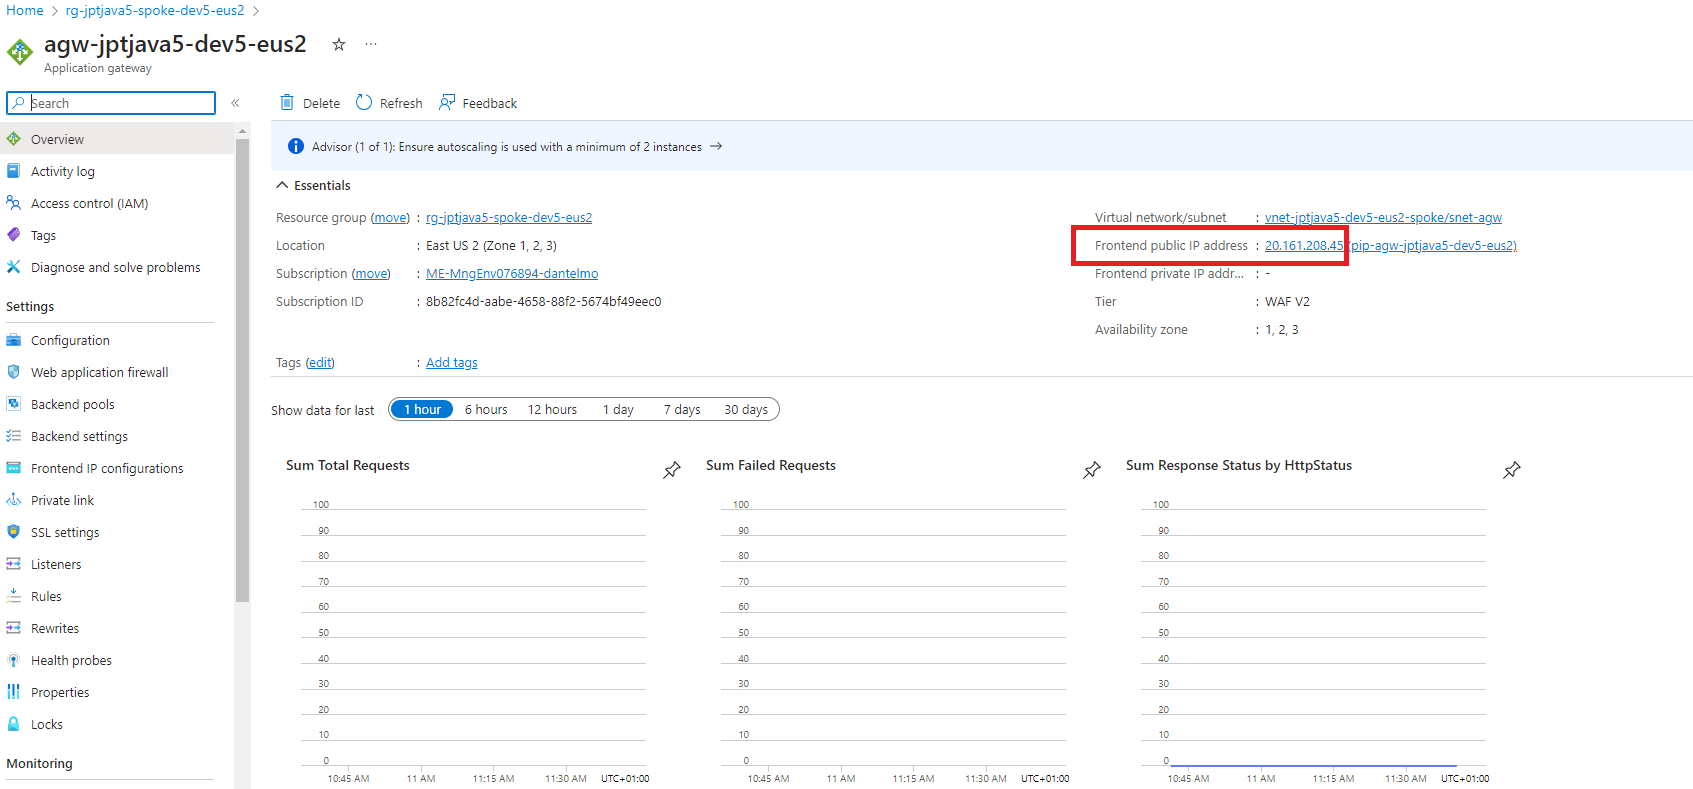 Home > rg-jptjava5-spoke-dev5-eus2 >
agw-jptjava5-dev5-eus2
Application gateway
Search
Overview
Activity log
Access control (IAM)
Tags
Diagnose and solve problems
Settings
Configuration
Web application firewall
Backend pools
Backend settings
Frontend IP configurations
Private link
SSL settings
Listeners
Rules
Rewrites
Health probes
Properties
Locks
Monitoring
Delete Refresh Feedback
Advisor (1 of 1): Ensure autoscaling is used with a minimum of 2 instances →
Essentials
Resource group (move) : rg-jptjava5-spoke-dev5-eus2
Location : East US 2 (Zone 1, 2, 3)
Subscription (move) : ME-MngEnv076894-dantelmo
Subscription ID : 8b82fc4d-aabe-4658-88f2-5674bf49eec0
Virtual network/subnet : vnet-jptjava5-dev5-eus2-spoke/snet-agw
Frontend public IP address : 20.161.208.45 (pip-agw-jptjava5-dev5-eus2)
Frontend private IP addr... : -
Tier : WAF V2
Availability zone : 1, 2, 3
Tags (edit) : Add tags
Show data for last 1 hour 6 hours 12 hours 1 day 7 days 30 days
Sum Total Requests
100
90
80
70
60
50
40
30
20
10
0
10:45 AM 11 AM 11:15 AM 11:30 AM UTC+01:00
Sum Failed Requests
100
90
80
70
60
50
40
30
20
10
0
10:45 AM 11 AM 11:15 AM 11:30 AM UTC+01:00
Sum Response Status by HttpStatus
100
90
80
70
60
50
40
30
20
10
0
10:45 AM 11 AM 11:15 AM 11:30 AM UTC+01:00